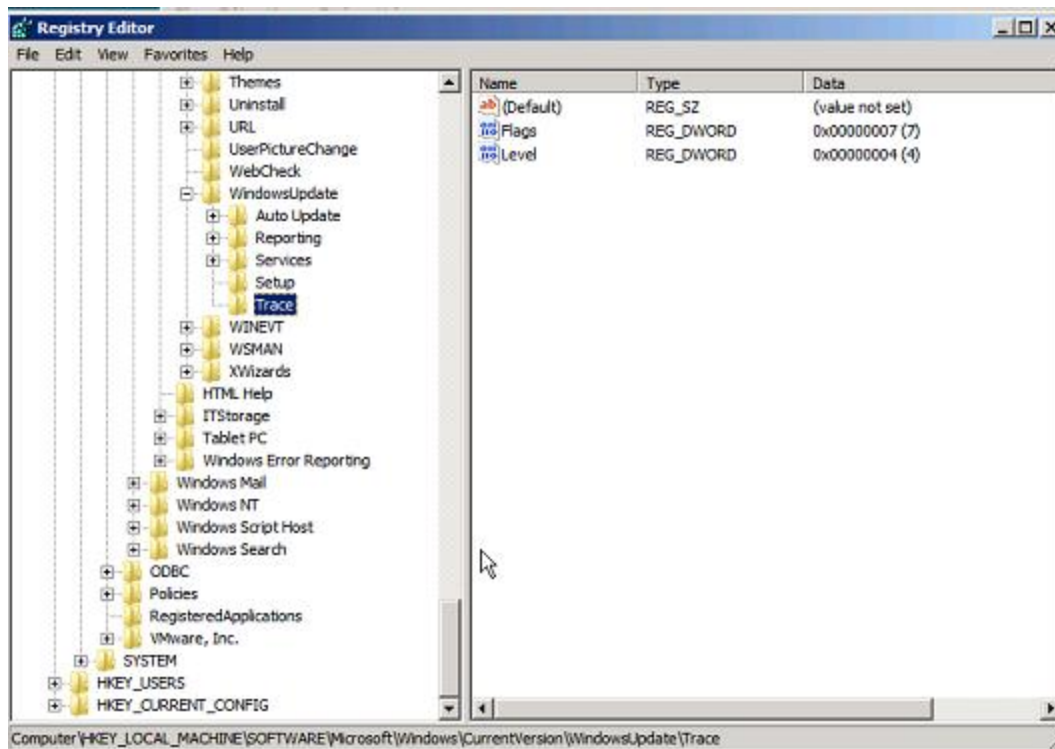 Registry Editor
File Edit View Favorites Help
Themes
Uninstall
URL
UserPictureChange
WebCheck
WindowsUpdate
Auto Update
Reporting
Services
Setup
Trace
WINEVT
WSMAN
XWizards
HTML Help
ITStorage
Tablet PC
Windows Error Reporting
Windows Mail
Windows NT
Windows Script Host
Windows Search
ODBC
Policies
RegisteredApplications
VMware, Inc.
SYSTEM
HKEY_USERS
HKEY_CURRENT_CONFIG
Name Type Data
(Default) REG_SZ (value not set)
Flags REG_DWORD 0x00000007 (7)
Level REG_DWORD 0x00000004 (4)
Computer\HKEY_LOCAL_MACHINE\SOFTWARE\Microsoft\Windows\CurrentVersion\WindowsUpdate\Trace